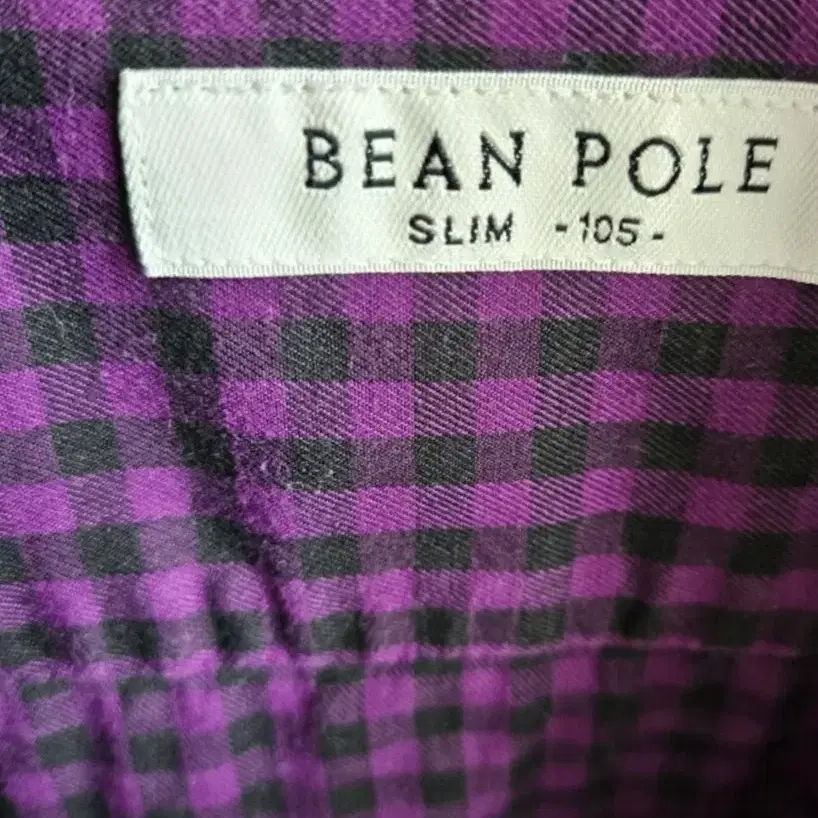 BEAN POLE
SLIM -105-